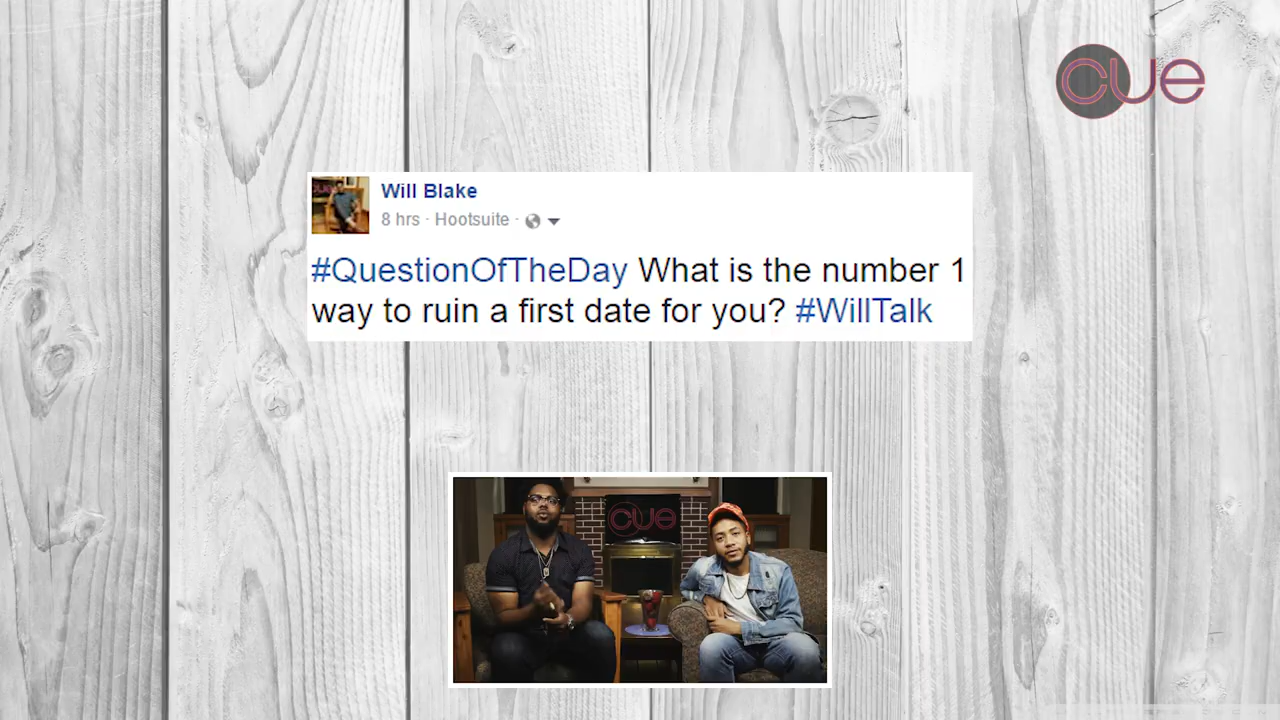 cue
Will Blake
8 hrs · Hootsuite ·
#QuestionOfTheDay What is the number 1
way to ruin a first date for you? #WillTalk
cue